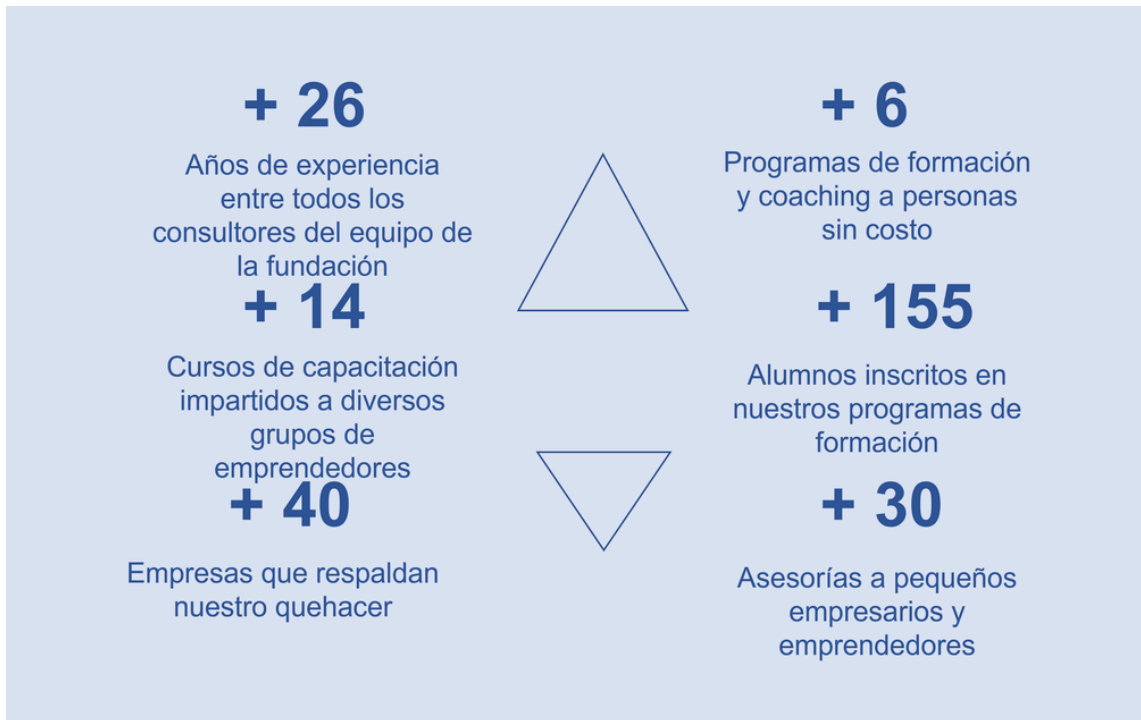 + 26
Años de experiencia
entre todos los
consultores del equipo de
la fundación
+ 14
Cursos de capacitación
impartidos a diversos
grupos de
emprendedores
+ 40
Empresas que respaldan
nuestro quehacer
+ 6
Programas de formación
y coaching a personas
sin costo
+ 155
Alumnos inscritos en
nuestros programas de
formación
+ 30
Asesorías a pequeños
empresarios y
emprendedores